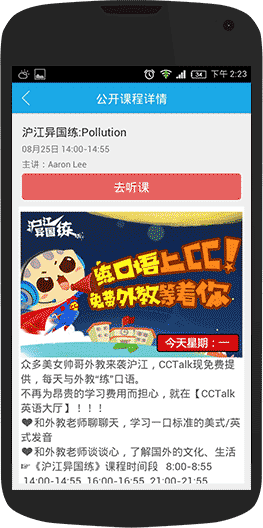 34 下午 2:23
公开课程详情
沪江异国练:Pollution
08月25日 14:00-14:55
主讲：Aaron Lee
去听课
沪江
异国练
练口语上CC!
免费外教等着你
今天星期：一
众多美女帅哥外教来袭沪江，CCTalk现免费提
供，每天与外教“练”口语。
不再为昂贵的学习费用而担心，就在【CCTalk
英语大厅】！！！
❤和外教老师聊聊天，学习一口标准的美式/英
式发音
❤和外教老师谈谈心，了解国外的文化、生活
☞《沪江异国练》课程时间段 8:00-8:55
14:00-14:55 16:00-16:55 21:00-21:55